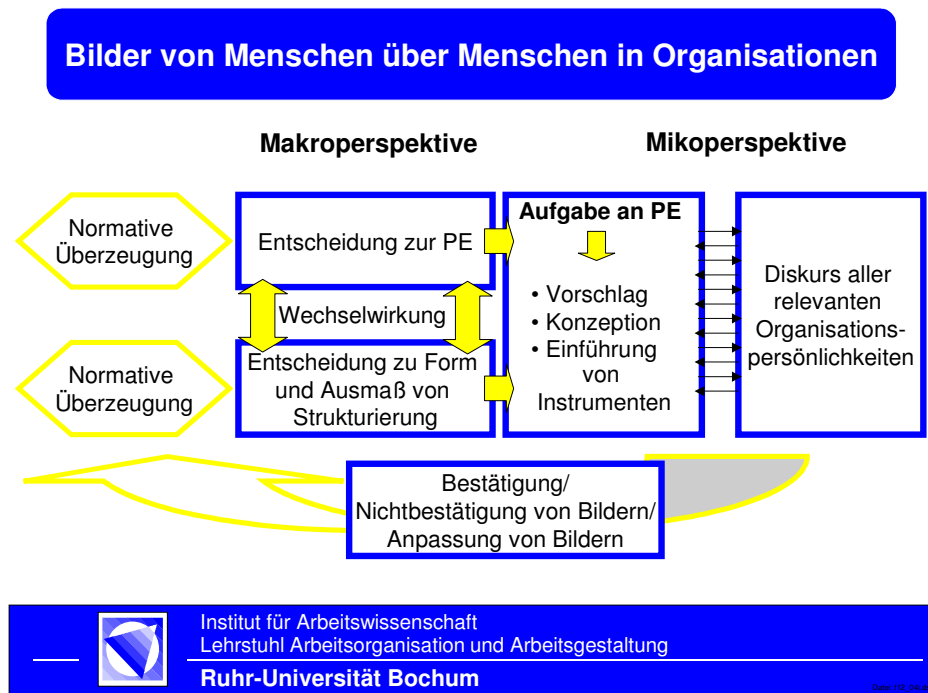 Bilder von Menschen über Menschen in Organisationen
Makroperspektive
Mikoperspektive
Normative
Überzeugung
Entscheidung zur PE
Aufgabe an PE
• Vorschlag
• Konzeption
• Einführung
von
Instrumenten
Diskurs aller
relevanten
Organisations-
persönlichkeiten
Wechselwirkung
Normative
Überzeugung
Entscheidung zu Form
und Ausmaß von
Strukturierung
Bestätigung/
Nichtbestätigung von Bildern/
Anpassung von Bildern
Institut für Arbeitswissenschaft
Lehrstuhl Arbeitsorganisation und Arbeitsgestaltung
Ruhr-Universität Bochum